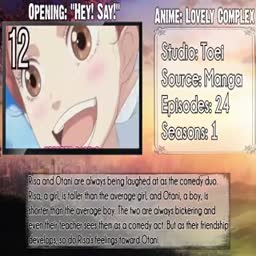 Opening: "Hey! Say!"
Anime: Lovely Complex
12
Studio: Toei
Source: Manga
Episodes: 24
Seasons: 1
Risa and Otani are always being laughed at as the comedy duo.
Risa, a girl, is taller than the average girl, and Otani, a boy, is
shorter than the average boy. The two are always bickering and
even their teacher sees them as a comedy act. But as their friendship
develops, so do Risa's feelings toward Otani.